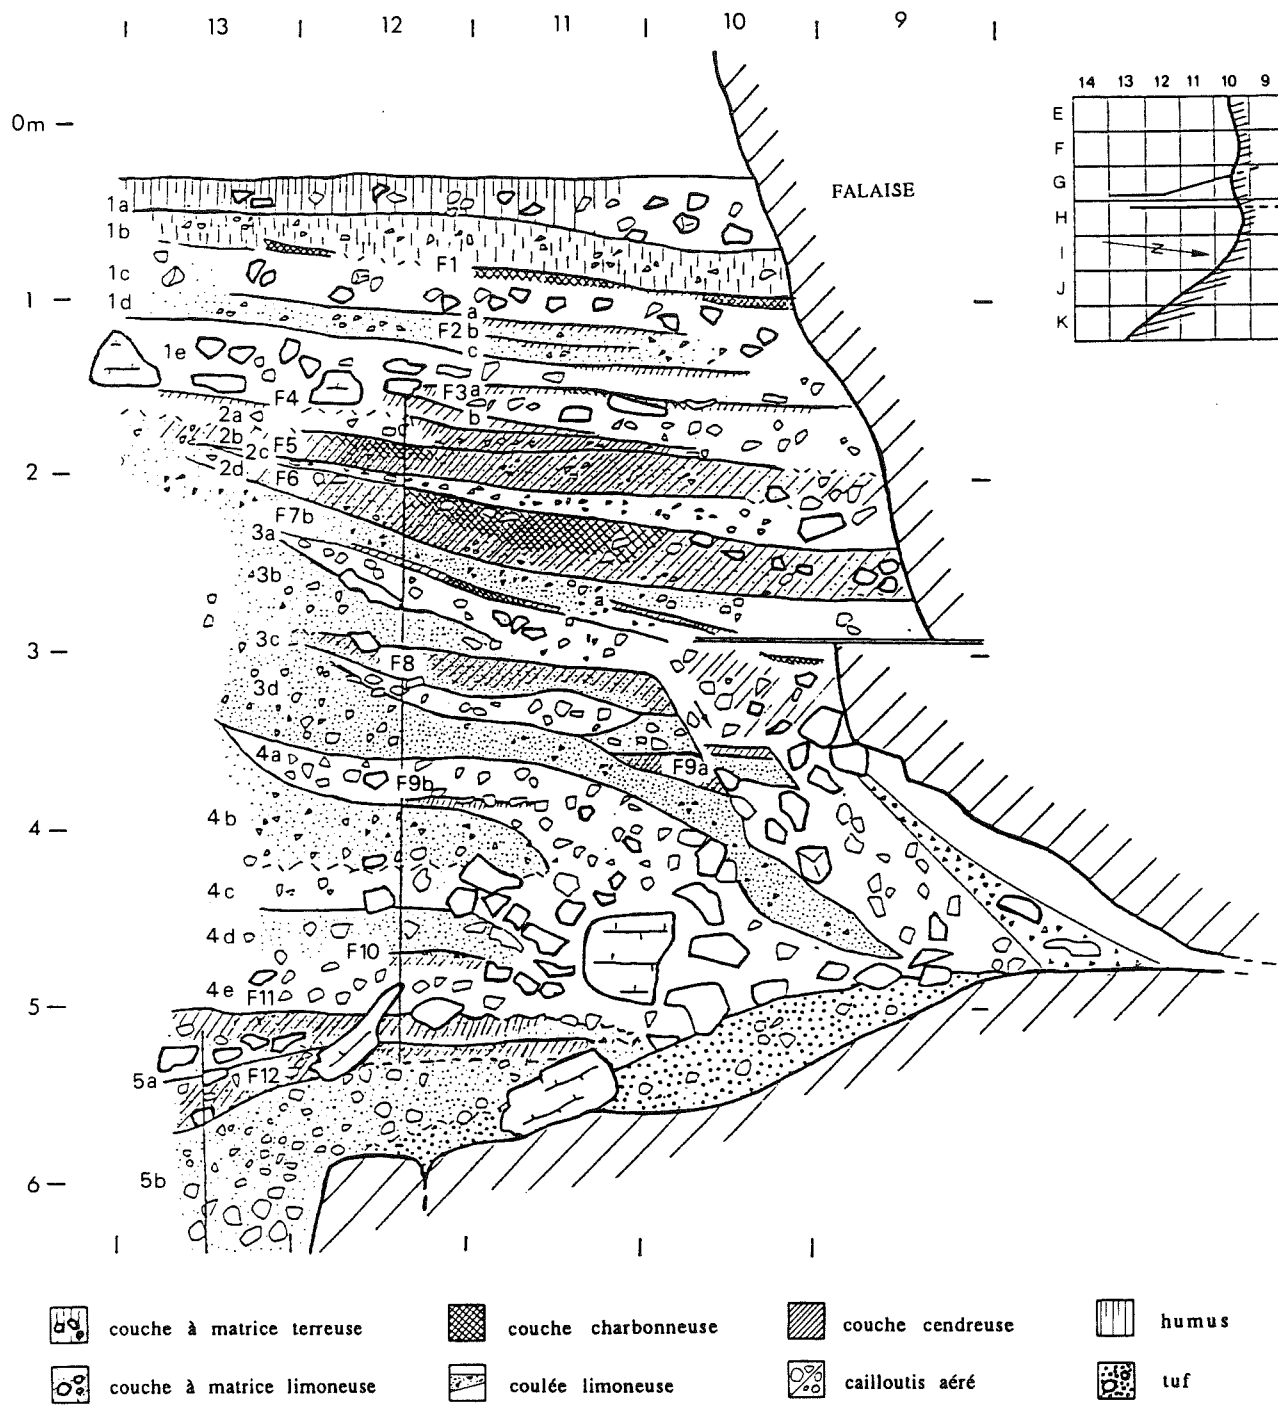 13 12 11 10 9
14 13 12 11 10 9
E
0m
F
G
FALAISE
1a
H
1b
F1
I
1c
J
1 1d
a
F2 b
K
c
1e
F3 a
F4
2a
b
2b
F5
2c
2 2d
F6
F7b
3a
3b
a
3c
3
F8
3d
4a
F9a
F9b
4b
4
4c
4d
F10
4e
F11
5
5a
F12
5b
6
N
couche à matrice terreuse
couche charbonneuse
couche cendreuse
humus
couche à matrice limoneuse
coulée limoneuse
cailloutis aéré
tuf